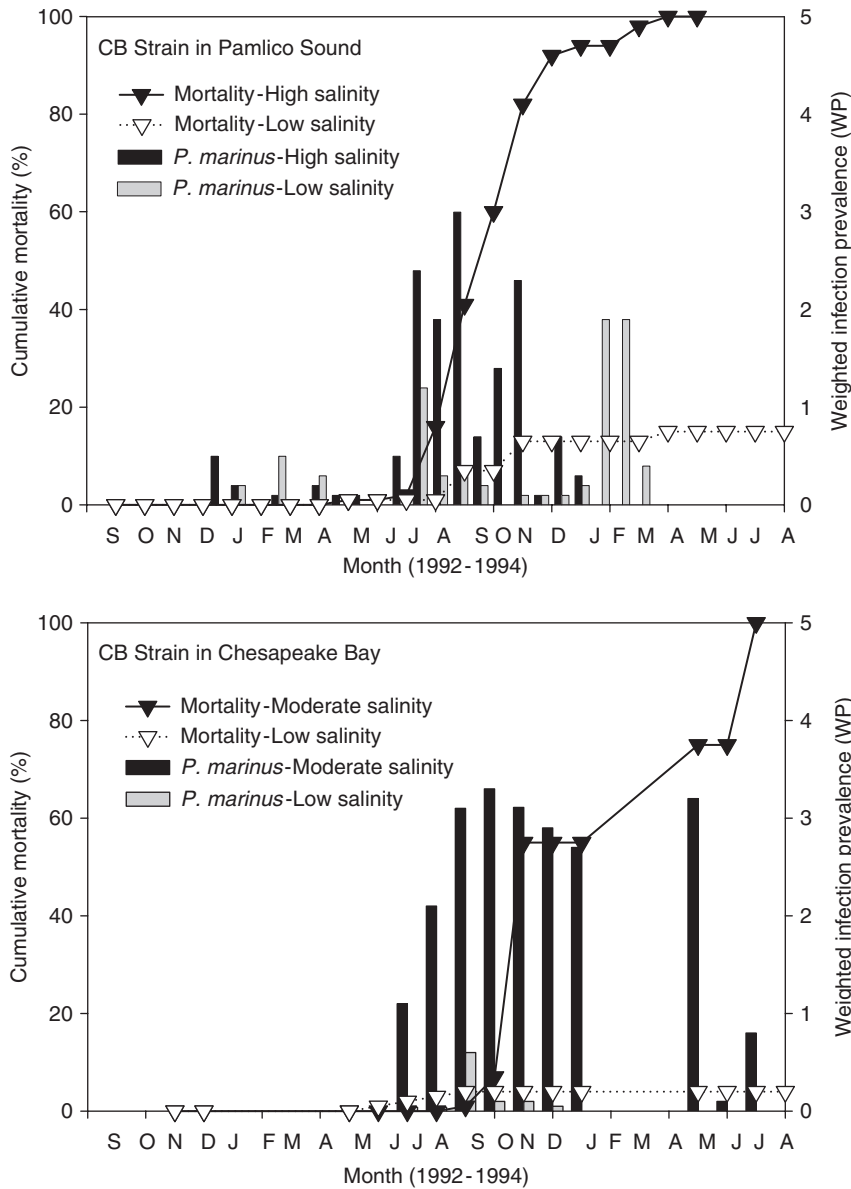 CB Strain in Pamlico Sound
Mortality-High salinity
Mortality-Low salinity
P. marinus-High salinity
P. marinus-Low salinity
Cumulative mortality (%)
100
80
60
40
20
0
Weighted infection prevalence (WP)
5
4
3
2
1
0
S O N D J F M A M J J A S O N D J F M A M J J A
Month (1992-1994)
CB Strain in Chesapeake Bay
Mortality-Moderate salinity
Mortality-Low salinity
P. marinus-Moderate salinity
P. marinus-Low salinity
Cumulative mortality (%)
100
80
60
40
20
0
Weighted infection prevalence (WP)
5
4
3
2
1
0
S O N D J F M A M J J A S O N D J F M A M J J A
Month (1992-1994)